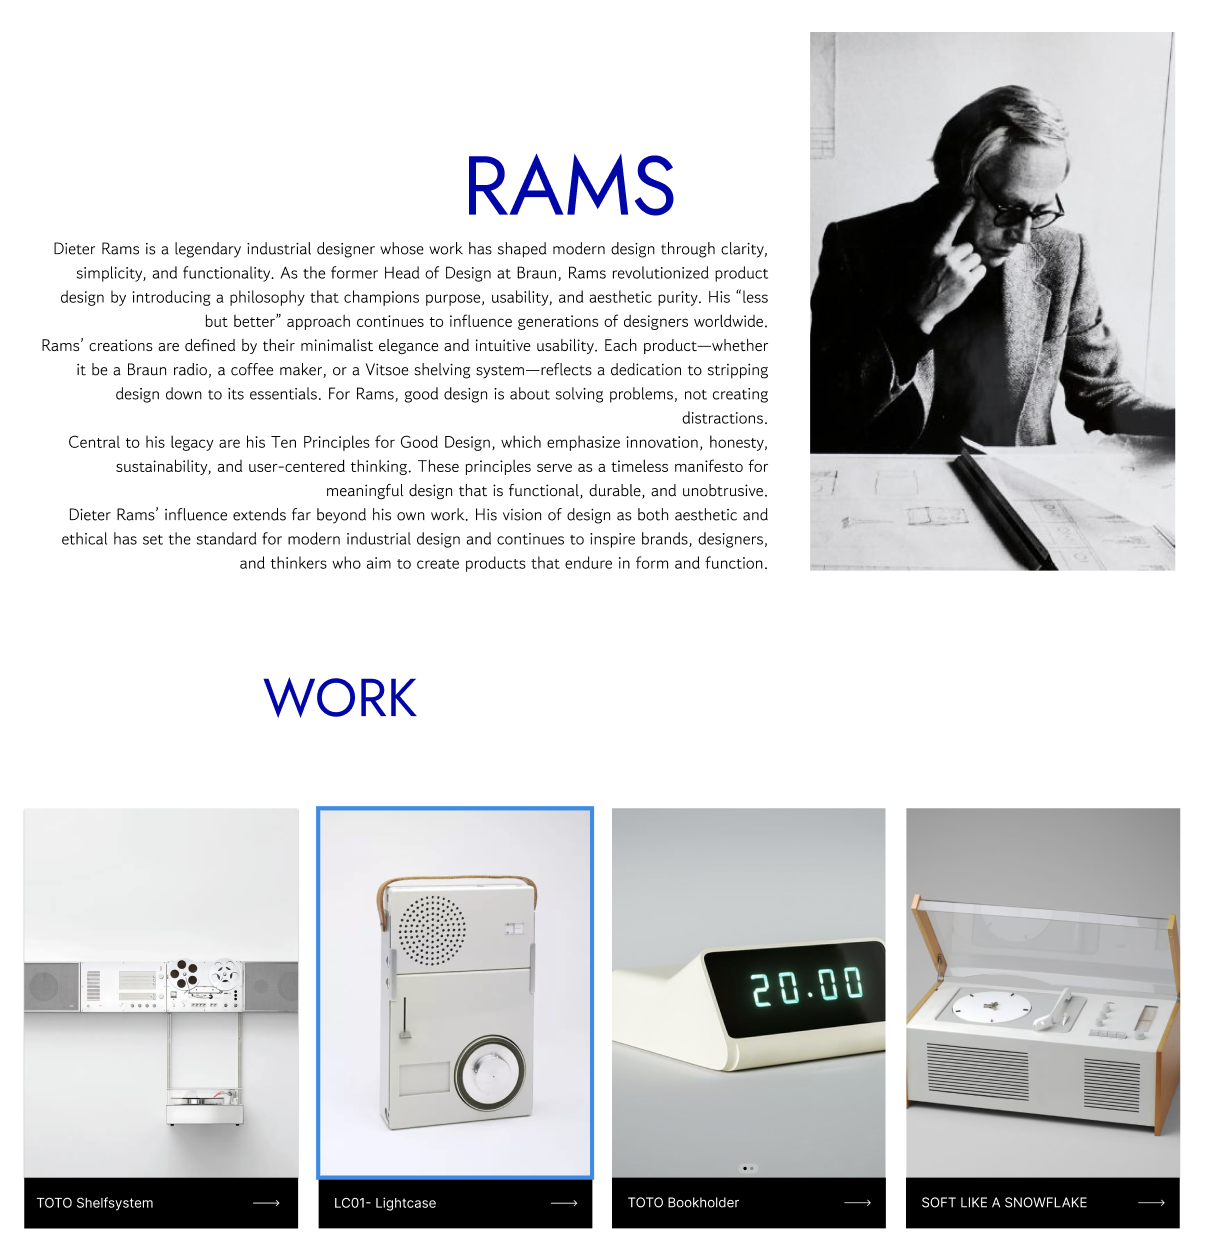 RAMS
Dieter Rams is a legendary industrial designer whose work has shaped modern design through clarity,
simplicity, and functionality. As the former Head of Design at Braun, Rams revolutionized product
design by introducing a philosophy that champions purpose, usability, and aesthetic purity. His “less
but better” approach continues to influence generations of designers worldwide.
Rams’ creations are defined by their minimalist elegance and intuitive usability. Each product—whether
it be a Braun radio, a coffee maker, or a Vitsoe shelving system—reflects a dedication to stripping
design down to its essentials. For Rams, good design is about solving problems, not creating
distractions.
Central to his legacy are his Ten Principles for Good Design, which emphasize innovation, honesty,
sustainability, and user-centered thinking. These principles serve as a timeless manifesto for
meaningful design that is functional, durable, and unobtrusive.
Dieter Rams’ influence extends far beyond his own work. His vision of design as both aesthetic and
ethical has set the standard for modern industrial design and continues to inspire brands, designers,
and thinkers who aim to create products that endure in form and function.
WORK
20.00
TOTO Shelfsystem
LC01- Lightcase
TOTO Bookholder
SOFT LIKE A SNOWFLAKE